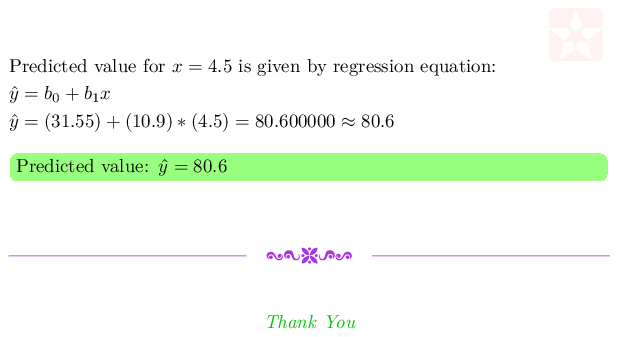 Predicted value for x = 4.5 is given by regression equation:
ŷ = b₀ + b₁x
ŷ = (31.55) + (10.9) ∗ (4.5) = 80.600000 ≈ 80.6
Predicted value: ŷ = 80.6
Thank You